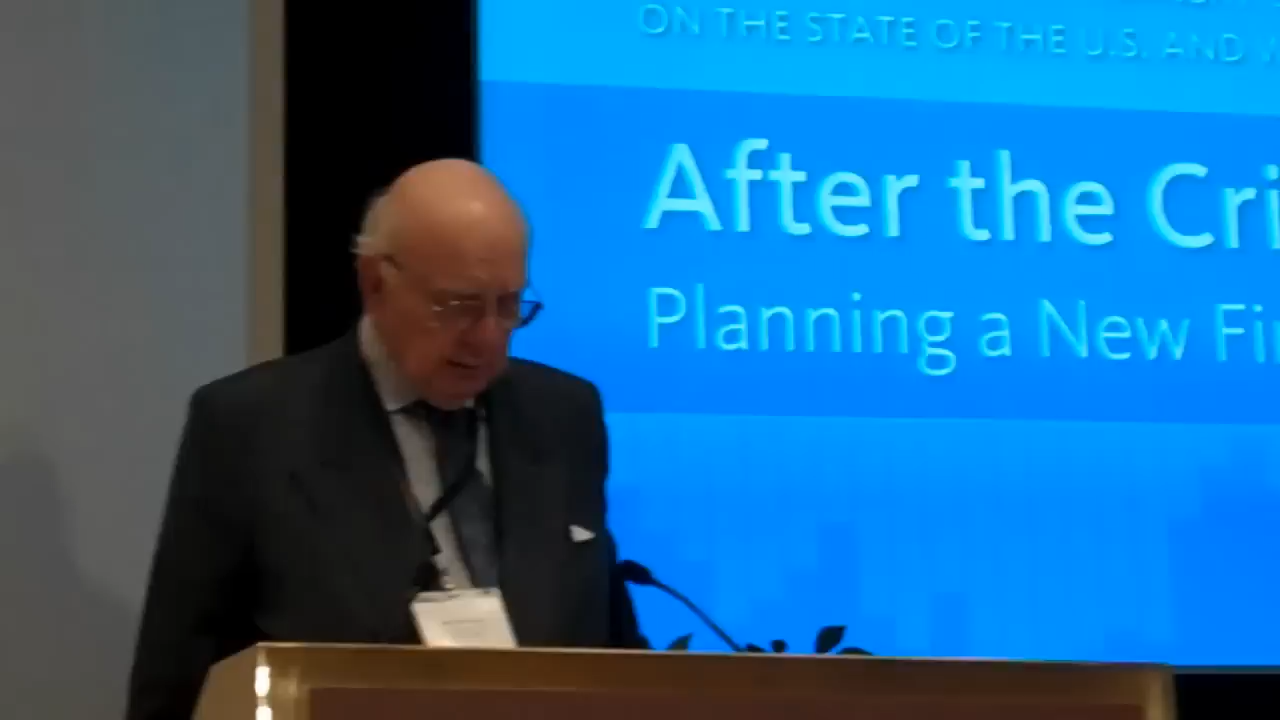 ON THE STATE OF THE U.S. AND
After the Cri
Planning a New Fi